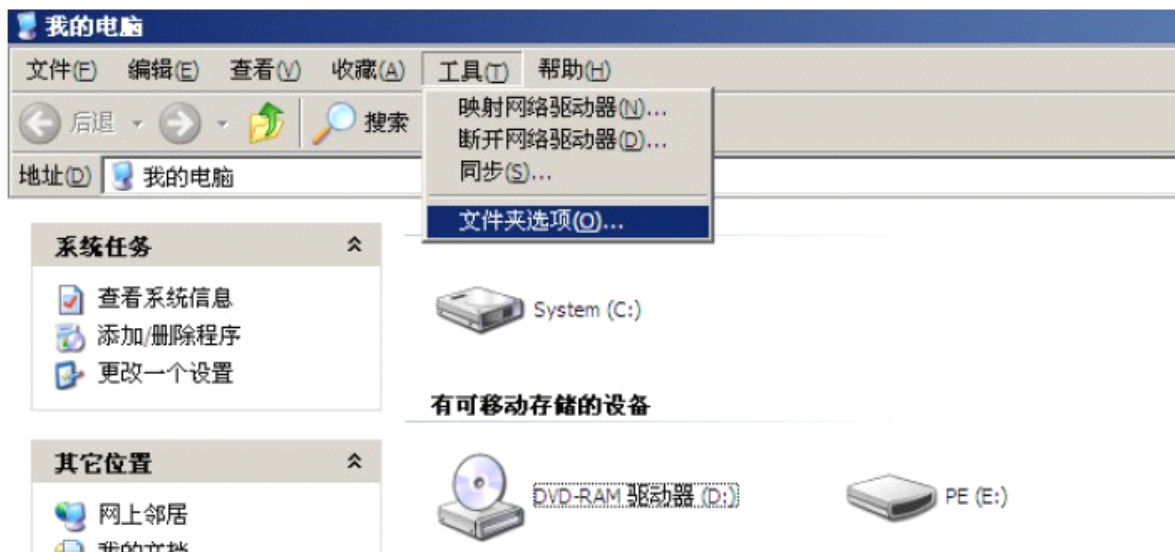 我的电脑
文件(F) 编辑(E) 查看(V) 收藏(A) 工具(T) 帮助(H)
映射网络驱动器(N)...
断开网络驱动器(D)...
同步(S)...
文件夹选项(O)...
后退 搜索
地址(D) 我的电脑
系统任务
查看系统信息
添加/删除程序
更改一个设置
其它位置
网上邻居
我的文档
System (C:)
有可移动存储的设备
DVD-RAM 驱动器 (D:)
PE (E:)